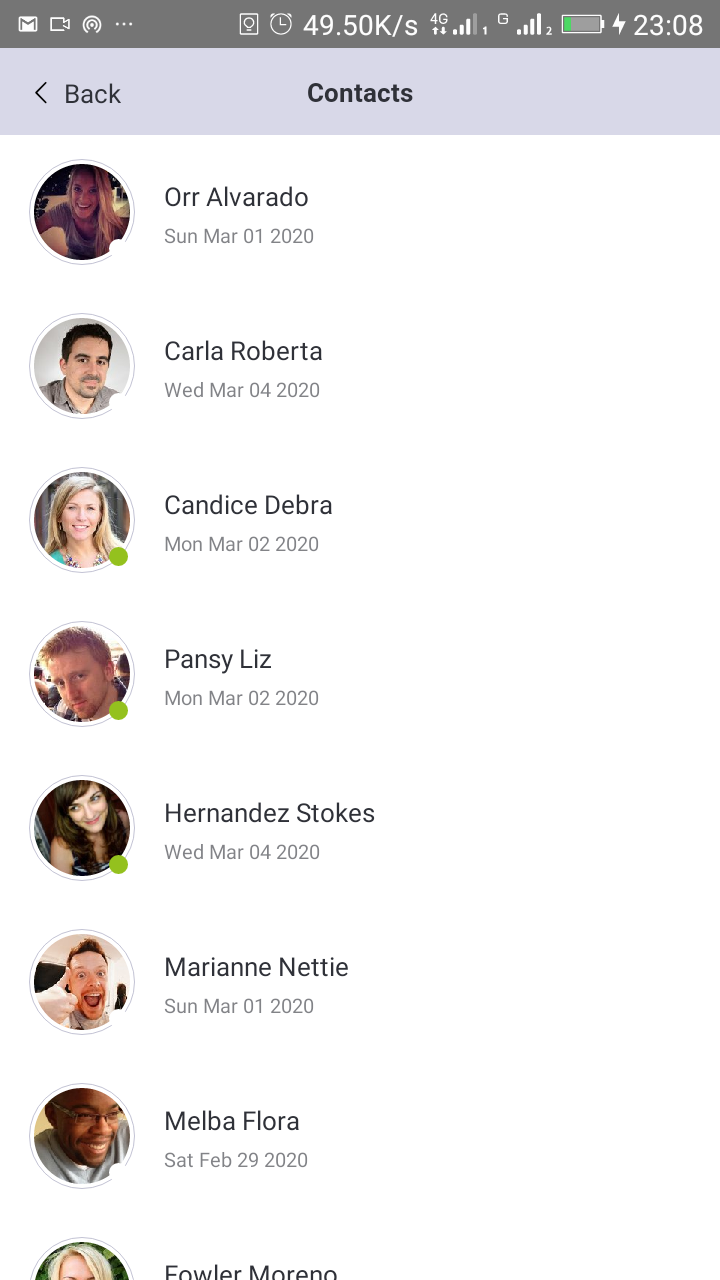 49.50K/s 4G 1 G 2 23:08
Back Contacts
Orr Alvarado
Sun Mar 01 2020
Carla Roberta
Wed Mar 04 2020
Candice Debra
Mon Mar 02 2020
Pansy Liz
Mon Mar 02 2020
Hernandez Stokes
Wed Mar 04 2020
Marianne Nettie
Sun Mar 01 2020
Melba Flora
Sat Feb 29 2020
Fowler Moreno